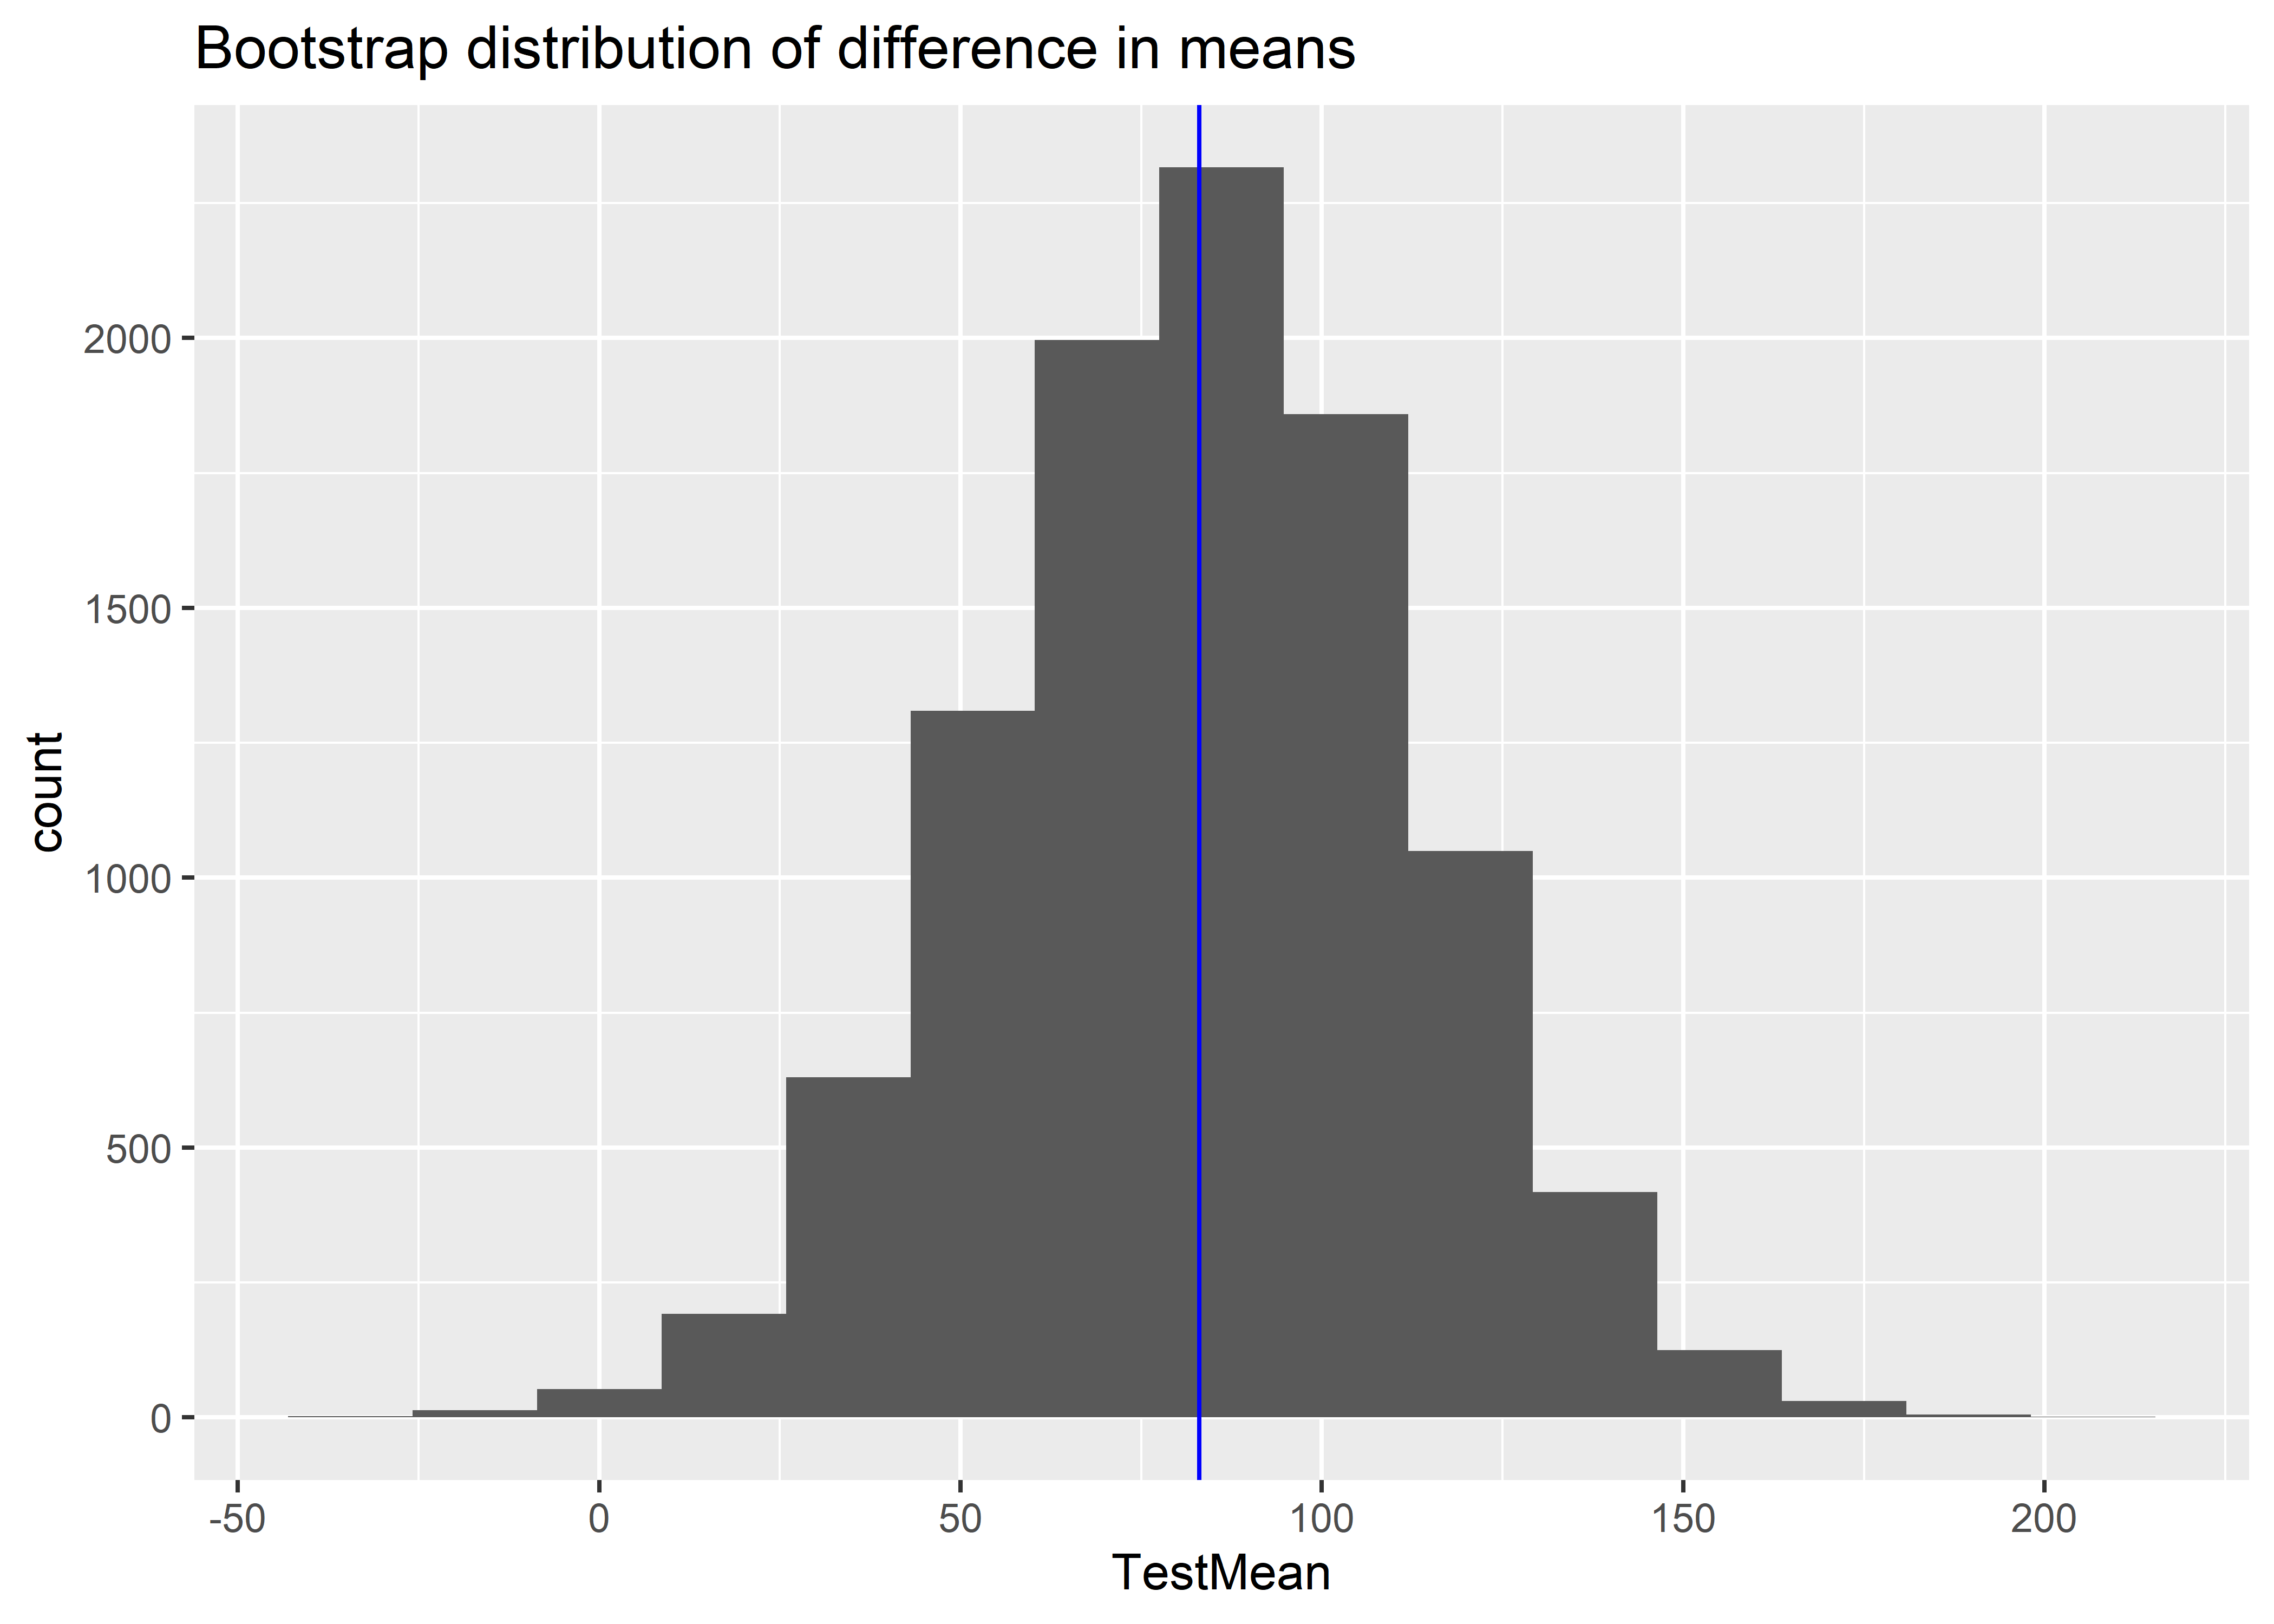 Bootstrap distribution of difference in means
count
2000
1500
1000
500
0
-50 0 50 100 150 200
TestMean